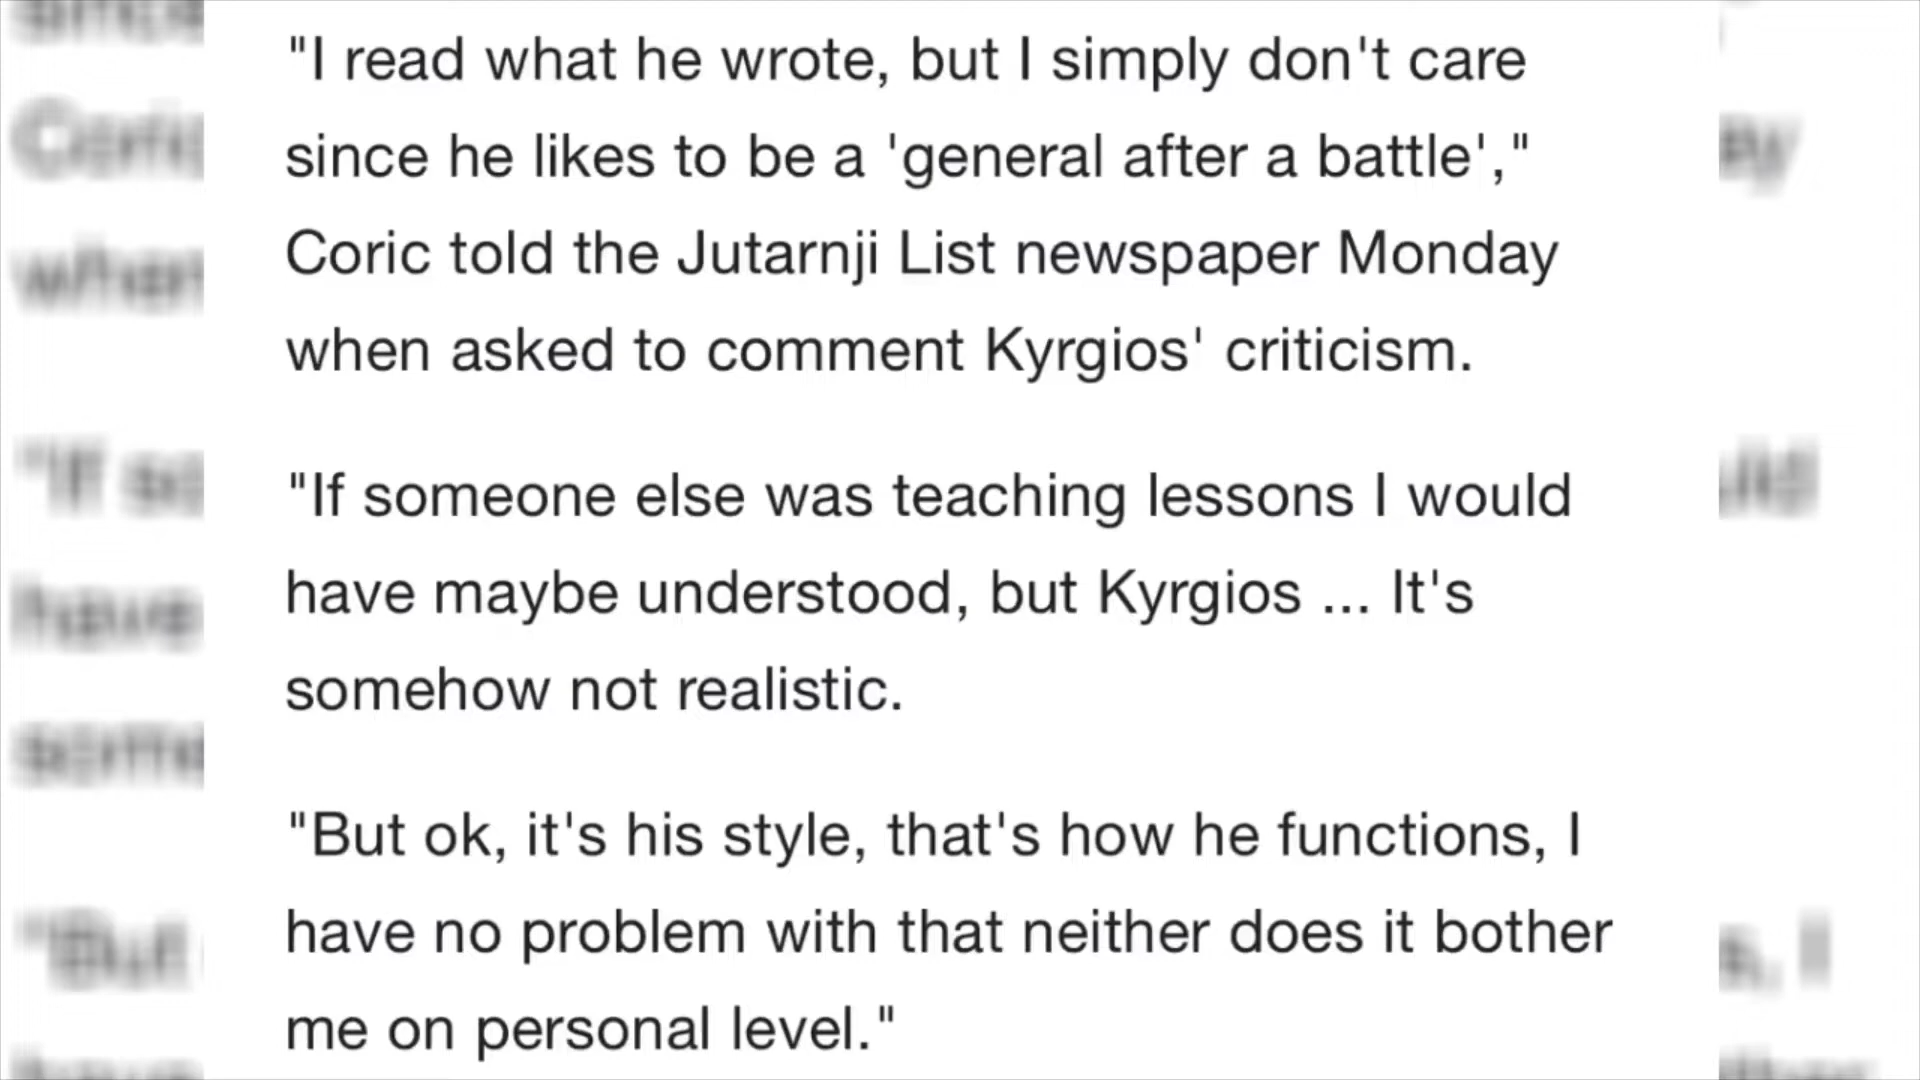 "I read what he wrote, but I simply don't care
since he likes to be a 'general after a battle',"
Coric told the Jutarnji List newspaper Monday
when asked to comment Kyrgios' criticism.
"If someone else was teaching lessons I would
have maybe understood, but Kyrgios ... It's
somehow not realistic.
"But ok, it's his style, that's how he functions, I
have no problem with that neither does it bother
me on personal level."